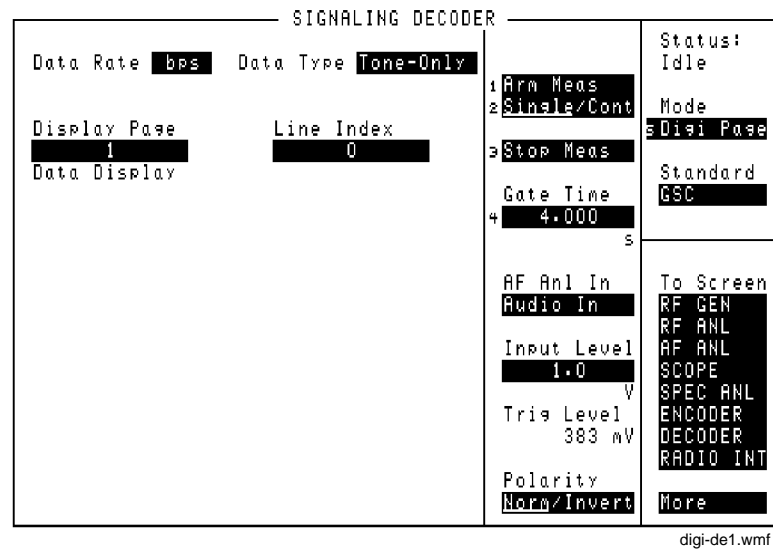 SIGNALING DECODER
Data Rate bps Data Type Tone-Only
Display Page Line Index
1 0
Data Display
1 Arm Meas
2 Single/Cont
3 Stop Meas
Gate Time
4 4.000
s
AF Anl In
Audio In
Input Level
1.0
V
Trig Level
383 mV
Polarity
Norm/Invert
Status:
Idle
Mode
5 Digi Page
Standard
GSC
To Screen
RF GEN
RF ANL
AF ANL
SCOPE
SPEC ANL
ENCODER
DECODER
RADIO INT
More
digi-de1.wmf